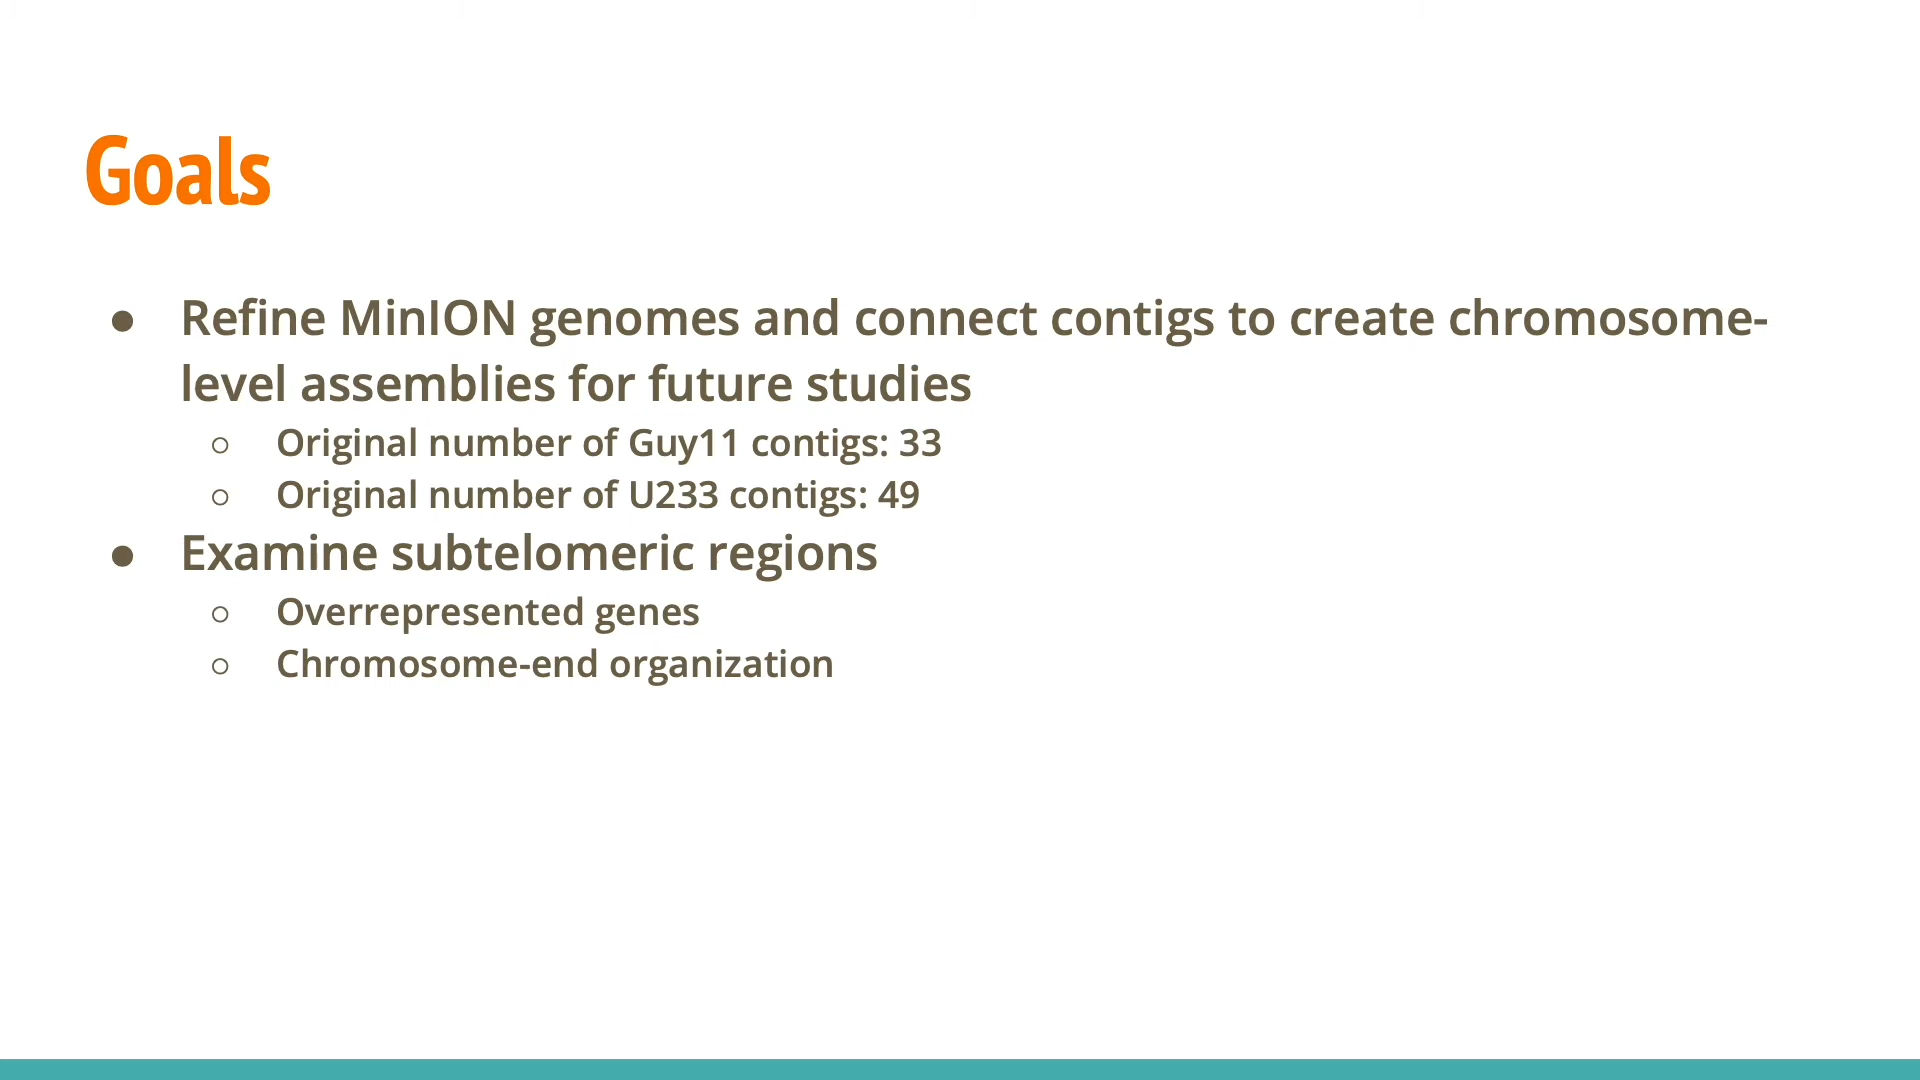 Goals
● Refine MinION genomes and connect contigs to create chromosome-
level assemblies for future studies
○ Original number of Guy11 contigs: 33
○ Original number of U233 contigs: 49
● Examine subtelomeric regions
○ Overrepresented genes
○ Chromosome-end organization